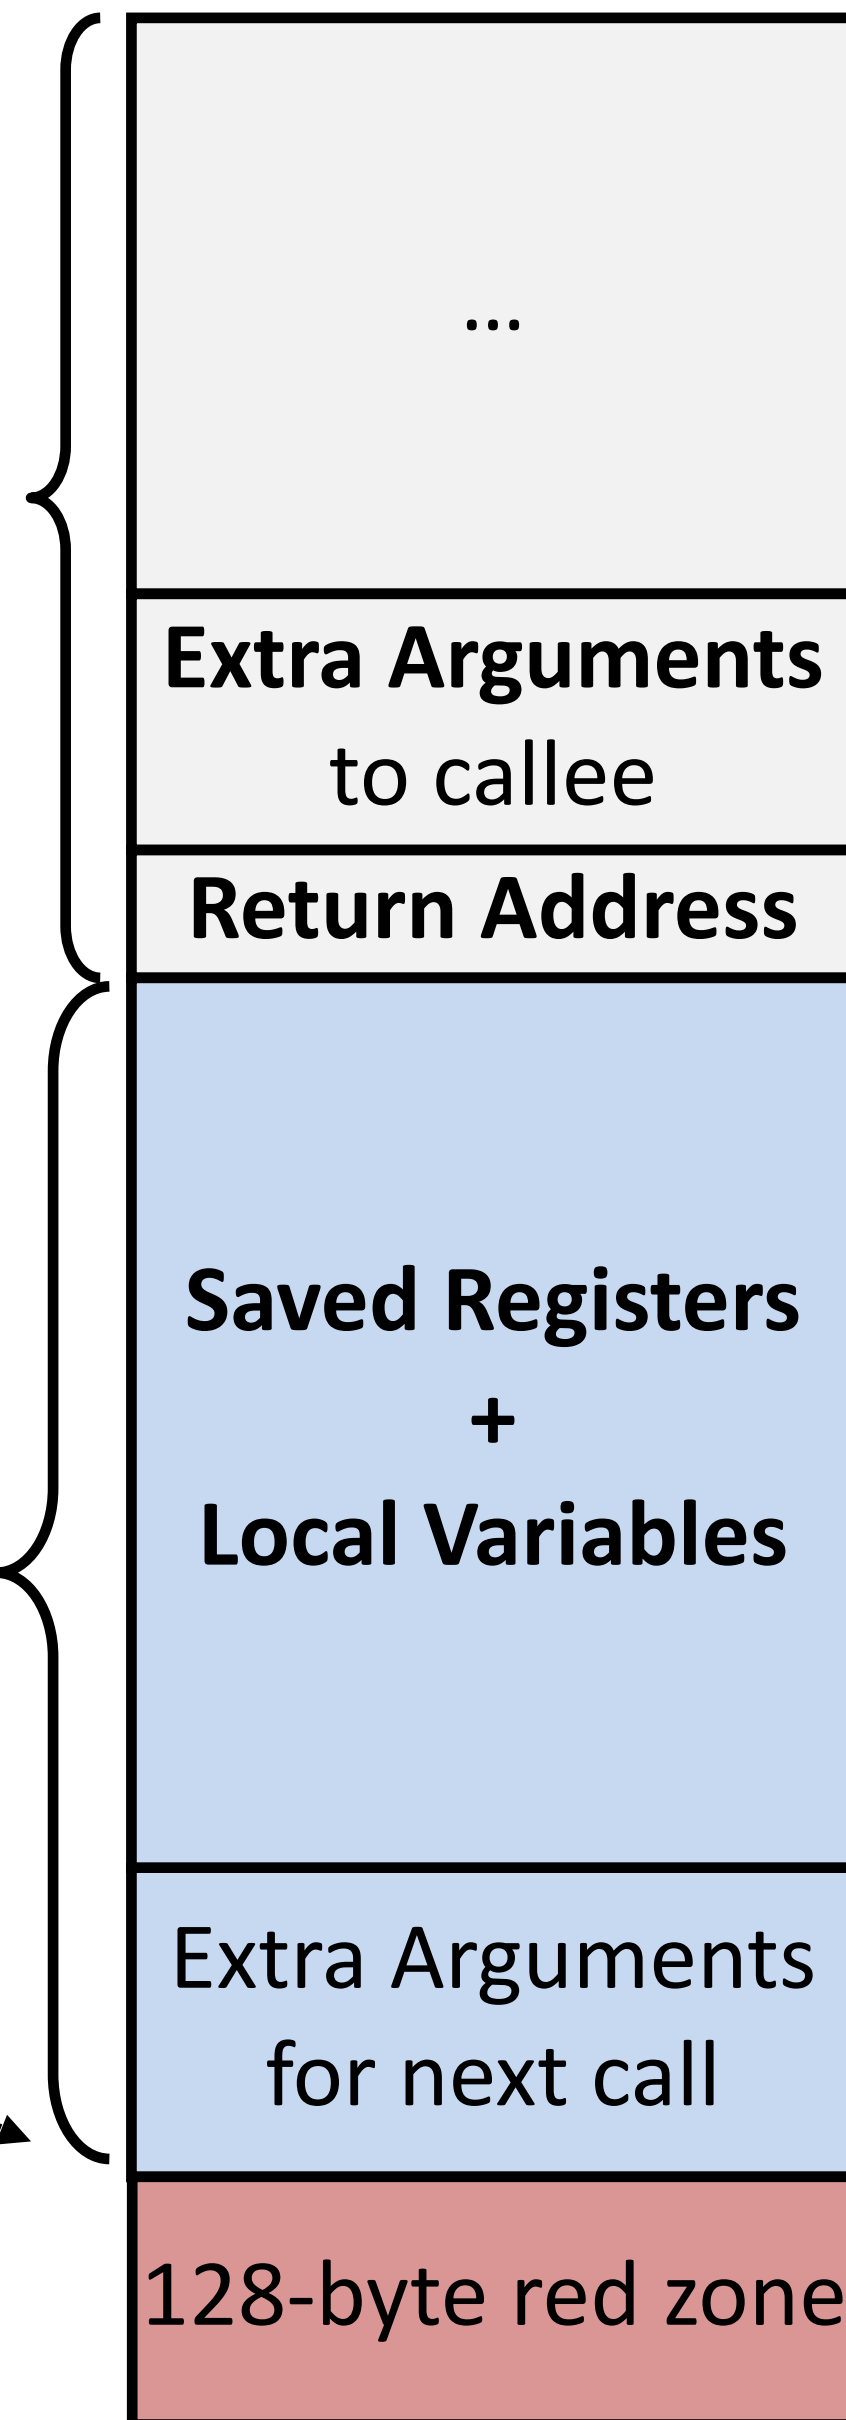 ...
Extra Arguments
to callee
Return Address
Saved Registers
+
Local Variables
Extra Arguments
for next call
128-byte red zone